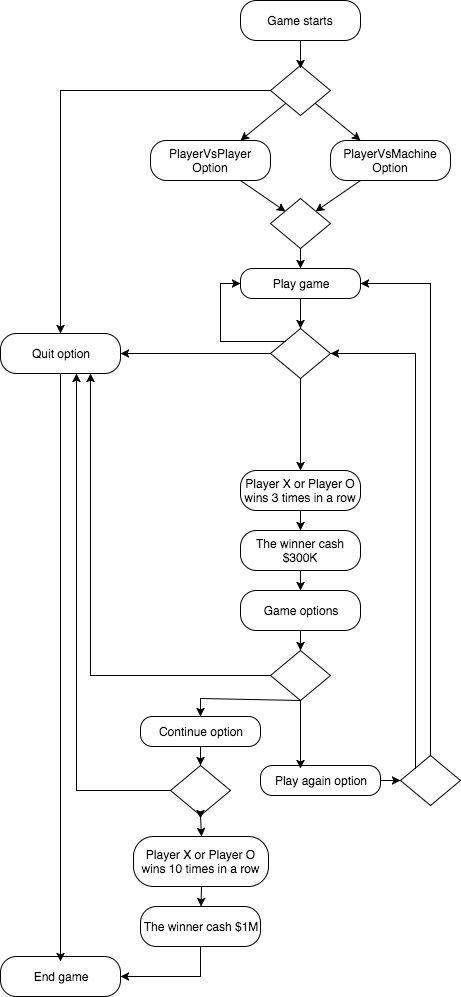 Game starts
PlayerVsPlayer
Option
PlayerVsMachine
Option
Play game
Quit option
Player X or Player O
wins 3 times in a row
The winner cash
$300K
Game options
Continue option
Play again option
Player X or Player O
wins 10 times in a row
The winner cash $1M
End game